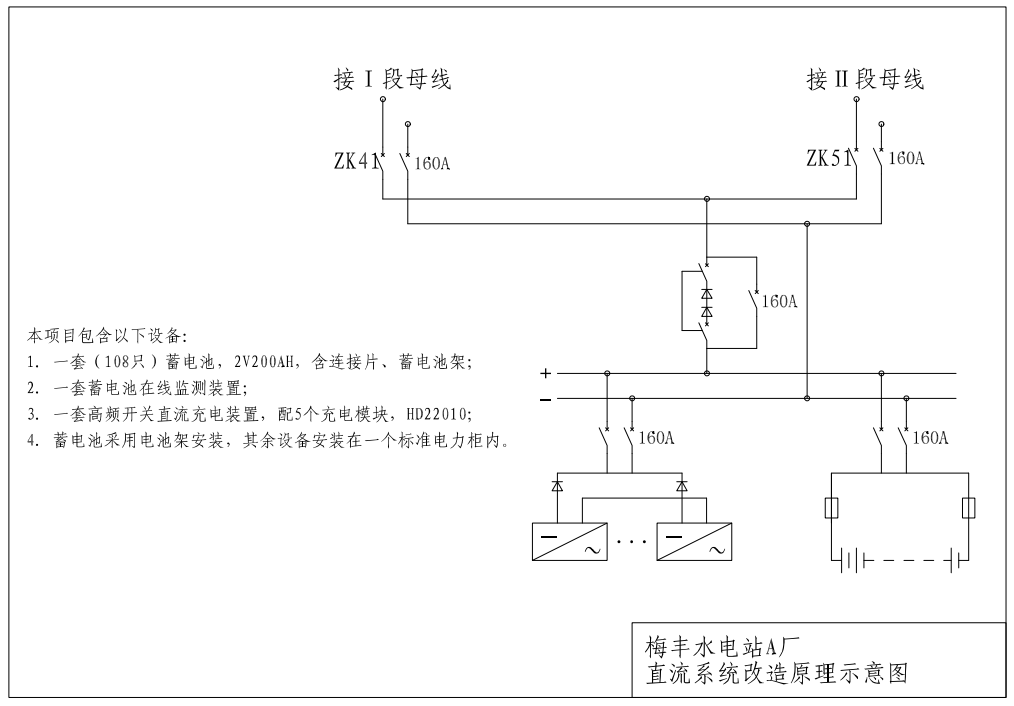 接Ⅰ段母线
接Ⅱ段母线
ZK41
160A
ZK51
160A
160A
本项目包含以下设备:
1. 一套(108只)蓄电池，2V200AH，含连接片、蓄电池架;
2. 一套蓄电池在线监测装置;
3. 一套高频开关直流充电装置，配5个充电模块，HD22010;
4. 蓄电池采用电池架安装，其余设备安装在一个标准电力柜内。
+
−
160A
160A
− ~ ... − ~
梅丰水电站A厂
直流系统改造原理示意图